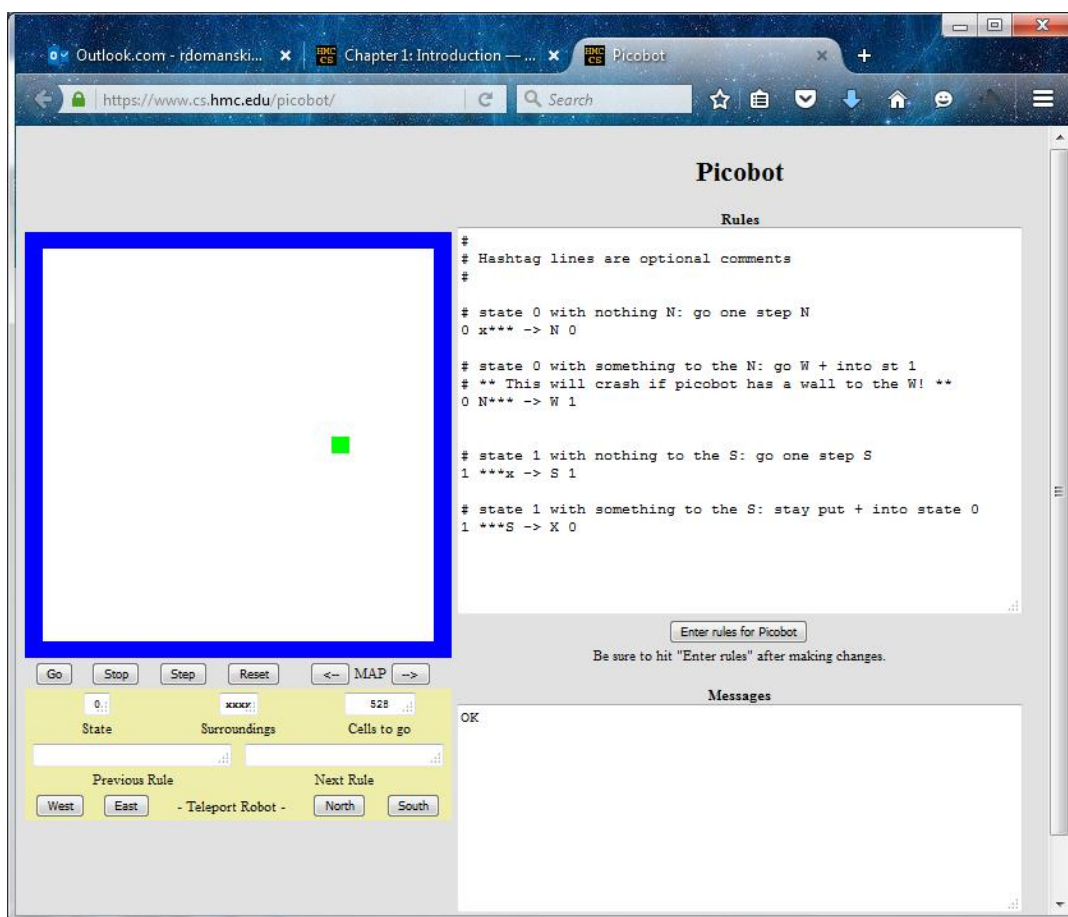 Outlook.com - rdomanski...
HMC CS
Chapter 1: Introduction — ...
HMC CS
Picobot
https://www.cs.hmc.edu/picobot/
Search
Picobot
Rules
#
# Hashtag lines are optional comments
#
# state 0 with nothing N: go one step N
0 x*** -> N 0
# state 0 with something to the N: go W + into st 1
# ** This will crash if picobot has a wall to the W! **
0 N*** -> W 1
# state 1 with nothing to the S: go one step S
1 ***x -> S 1
# state 1 with something to the S: stay put + into state 0
1 ***S -> X 0
Enter rules for Picobot
Be sure to hit "Enter rules" after making changes.
Go Stop Step Reset <-- MAP -->
0 528
State Surroundings Cells to go
Previous Rule Next Rule
West East - Teleport Robot - North South
Messages
OK